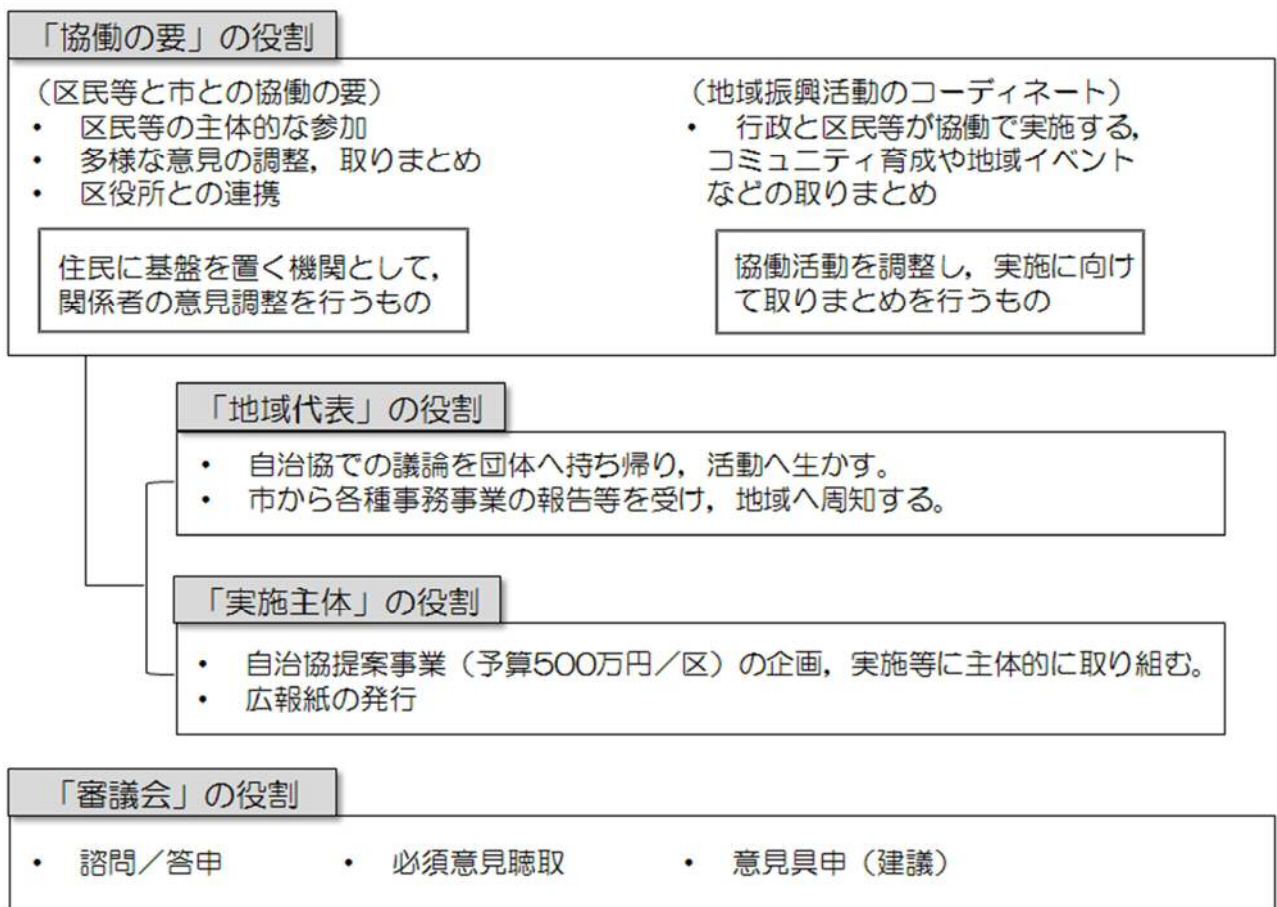 「協働の要」の役割
（区民等と市との協働の要）
・ 区民等の主体的な参加
・ 多様な意見の調整，取りまとめ
・ 区役所との連携
住民に基盤を置く機関として，
関係者の意見調整を行うもの
（地域振興活動のコーディネート）
・ 行政と区民等が協働で実施する，
コミュニティ育成や地域イベント
などの取りまとめ
協働活動を調整し，実施に向け
て取りまとめを行うもの
「地域代表」の役割
・ 自治協での議論を団体へ持ち帰り，活動へ生かす。
・ 市から各種事務事業の報告等を受け，地域へ周知する。
「実施主体」の役割
・ 自治協提案事業（予算500万円／区）の企画，実施等に主体的に取り組む。
・ 広報紙の発行
「審議会」の役割
・ 諮問／答申 ・ 必須意見聴取 ・ 意見具申（建議）